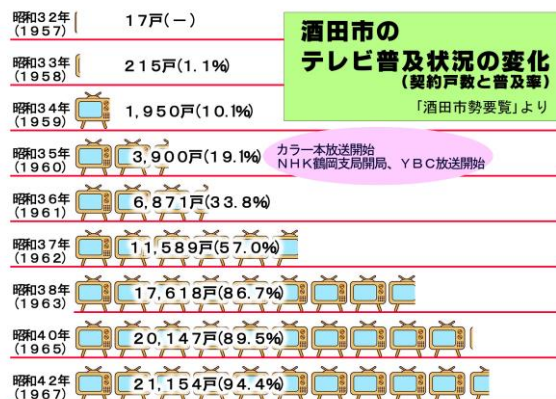 酒田市の
テレビ普及状況の変化
(契約戸数と普及率)
「酒田市勢要覧」より
昭和32年
(1957)
17戸(－)
昭和33年
(1958)
215戸(1.1%)
昭和34年
(1959)
1,950戸(10.1%)
昭和35年
(1960)
3,900戸(19.1%)
カラー本放送開始
NHK鶴岡支局開局、YBC放送開始
昭和36年
(1961)
6,871戸(33.8%)
昭和37年
(1962)
11,589戸(57.0%)
昭和38年
(1963)
17,618戸(86.7%)
昭和40年
(1965)
20,147戸(89.5%)
昭和42年
(1967)
21,154戸(94.4%)